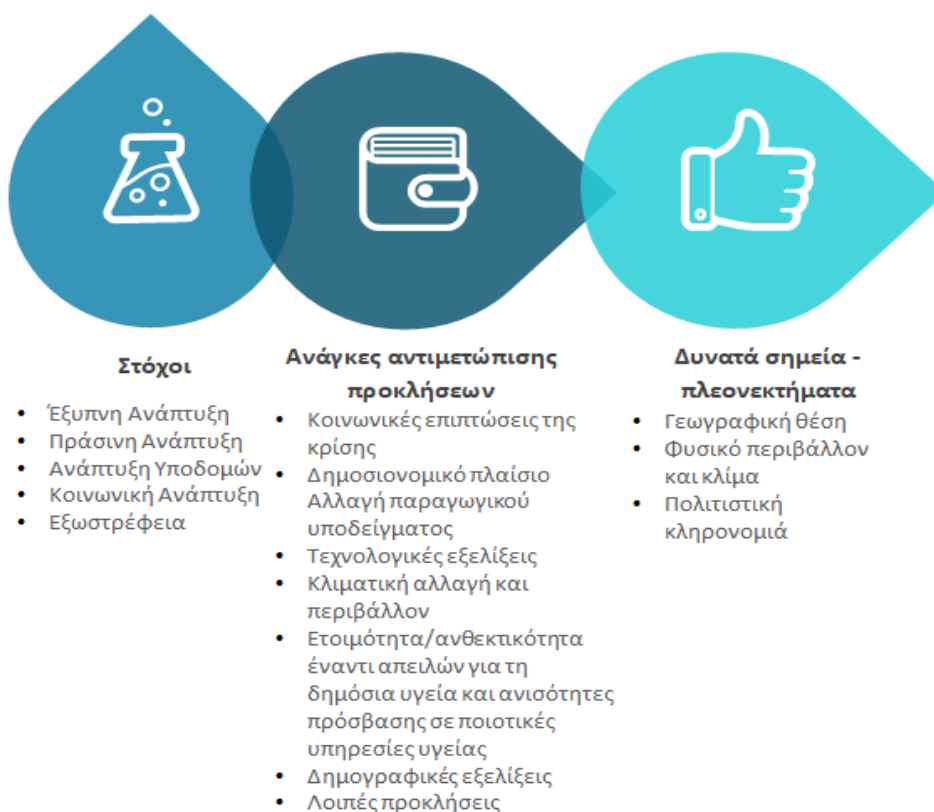 Στόχοι
• Έξυπνη Ανάπτυξη
• Πράσινη Ανάπτυξη
• Ανάπτυξη Υποδομών
• Κοινωνική Ανάπτυξη
• Εξωστρέφεια
Ανάγκες αντιμετώπισης
προκλήσεων
• Κοινωνικές επιπτώσεις της
κρίσης
• Δημοσιονομικό πλαίσιο
Αλλαγή παραγωγικού
υποδείγματος
• Τεχνολογικές εξελίξεις
• Κλιματική αλλαγή και
περιβάλλον
• Ετοιμότητα/ανθεκτικότητα
έναντι απειλών για τη
δημόσια υγεία και ανισότητες
πρόσβασης σε ποιοτικές
υπηρεσίες υγείας
• Δημογραφικές εξελίξεις
• Λοιπές προκλήσεις
Δυνατά σημεία -
πλεονεκτήματα
• Γεωγραφική θέση
• Φυσικό περιβάλλον
και κλίμα
• Πολιτιστική
κληρονομιά